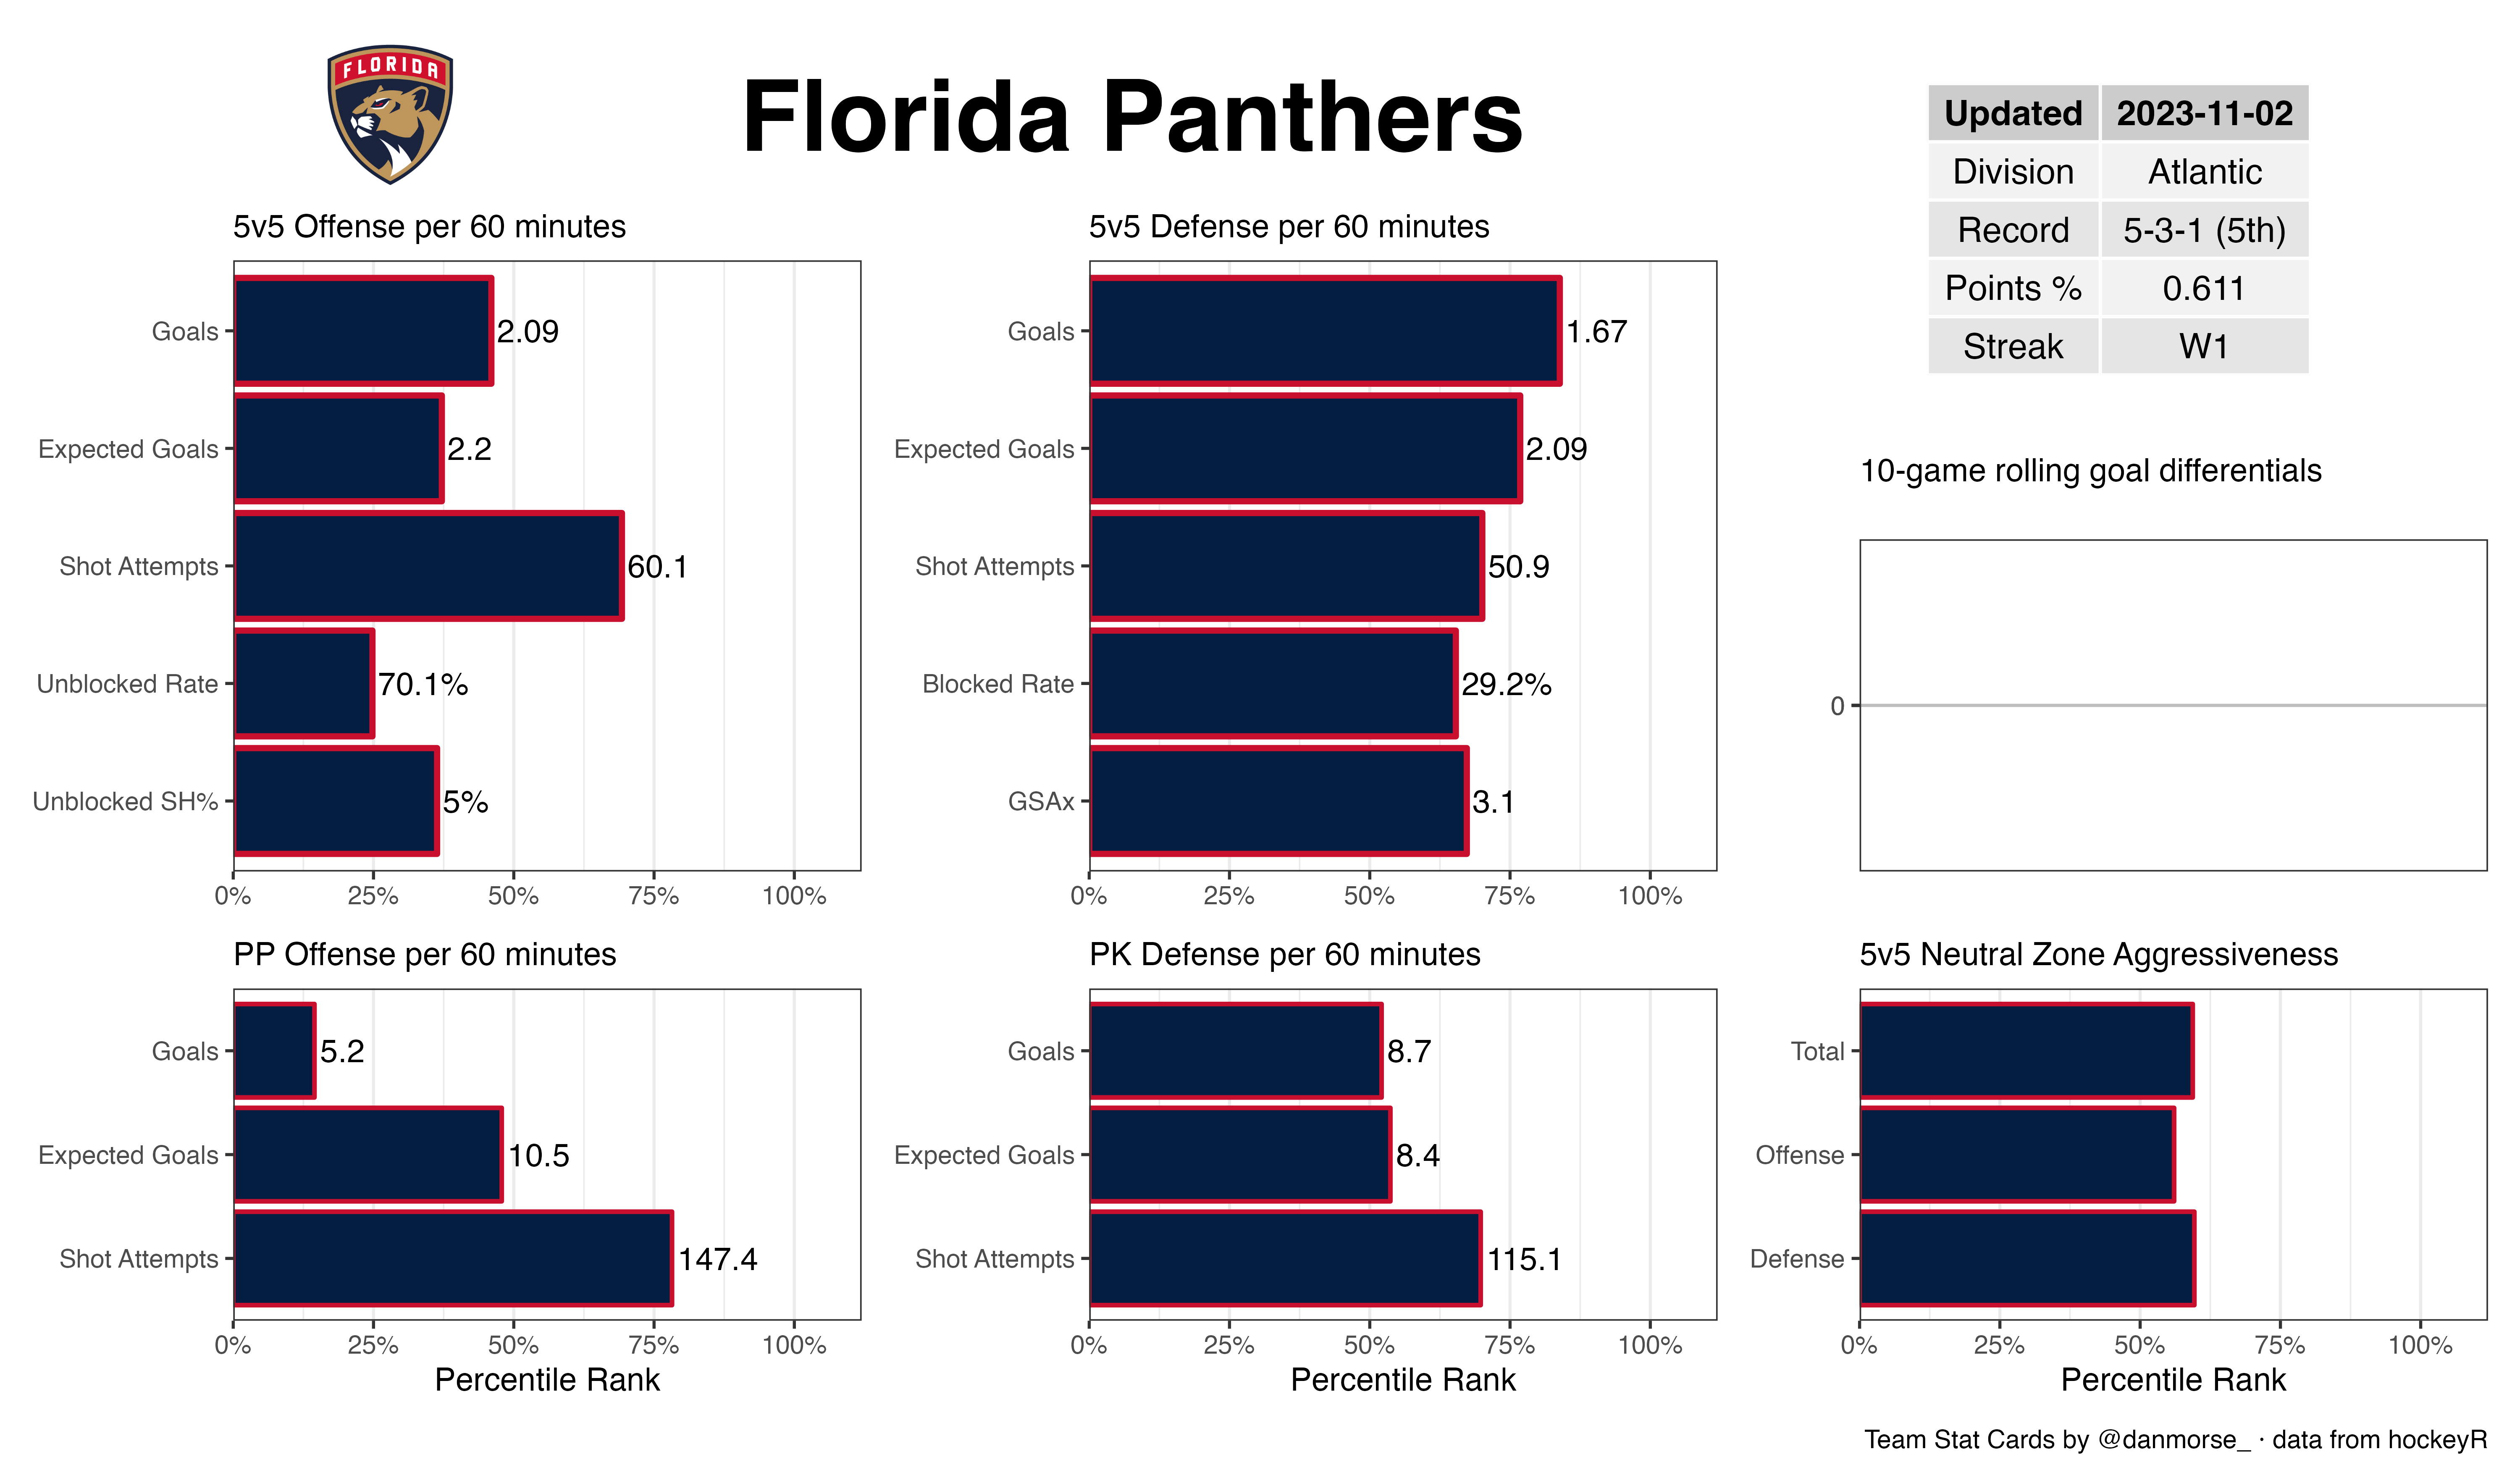 FLORIDA
Florida Panthers
Updated 2023-11-02
Division Atlantic
Record 5-3-1 (5th)
Points % 0.611
Streak W1
5v5 Offense per 60 minutes
Goals 2.09
Expected Goals 2.2
Shot Attempts 60.1
Unblocked Rate 70.1%
Unblocked SH% 5%
0% 25% 50% 75% 100%
5v5 Defense per 60 minutes
Goals 1.67
Expected Goals 2.09
Shot Attempts 50.9
Blocked Rate 29.2%
GSAx 3.1
0% 25% 50% 75% 100%
10-game rolling goal differentials
0
PP Offense per 60 minutes
Goals 5.2
Expected Goals 10.5
Shot Attempts 147.4
0% 25% 50% 75% 100%
Percentile Rank
PK Defense per 60 minutes
Goals 8.7
Expected Goals 8.4
Shot Attempts 115.1
0% 25% 50% 75% 100%
Percentile Rank
5v5 Neutral Zone Aggressiveness
Total
Offense
Defense
0% 25% 50% 75% 100%
Percentile Rank
Team Stat Cards by @danmorse_ · data from hockeyR